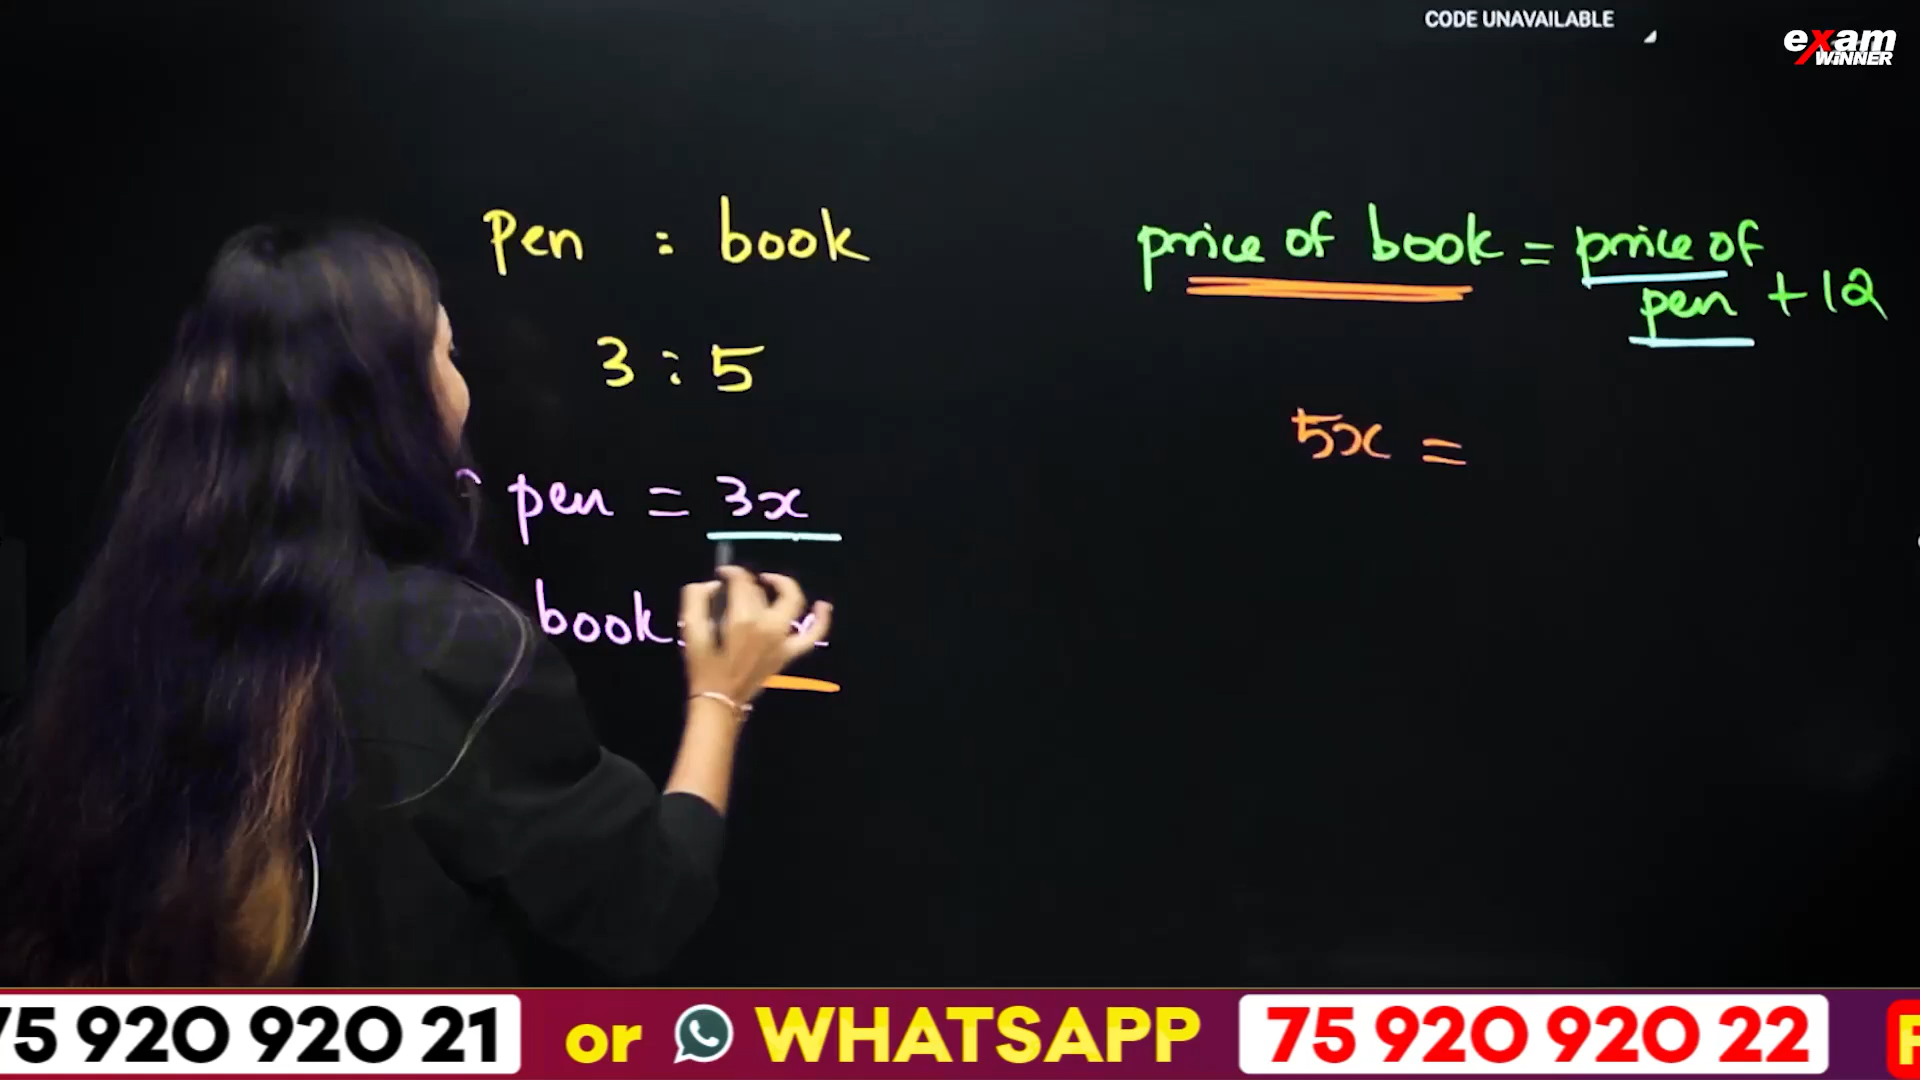 CODE UNAVAILABLE
exam
WINNER
pen : book
3 : 5
pen = 3x
book
price of book = price of
pen + 12
5x =
75 920 920 21 or WHATSAPP 75 920 920 22